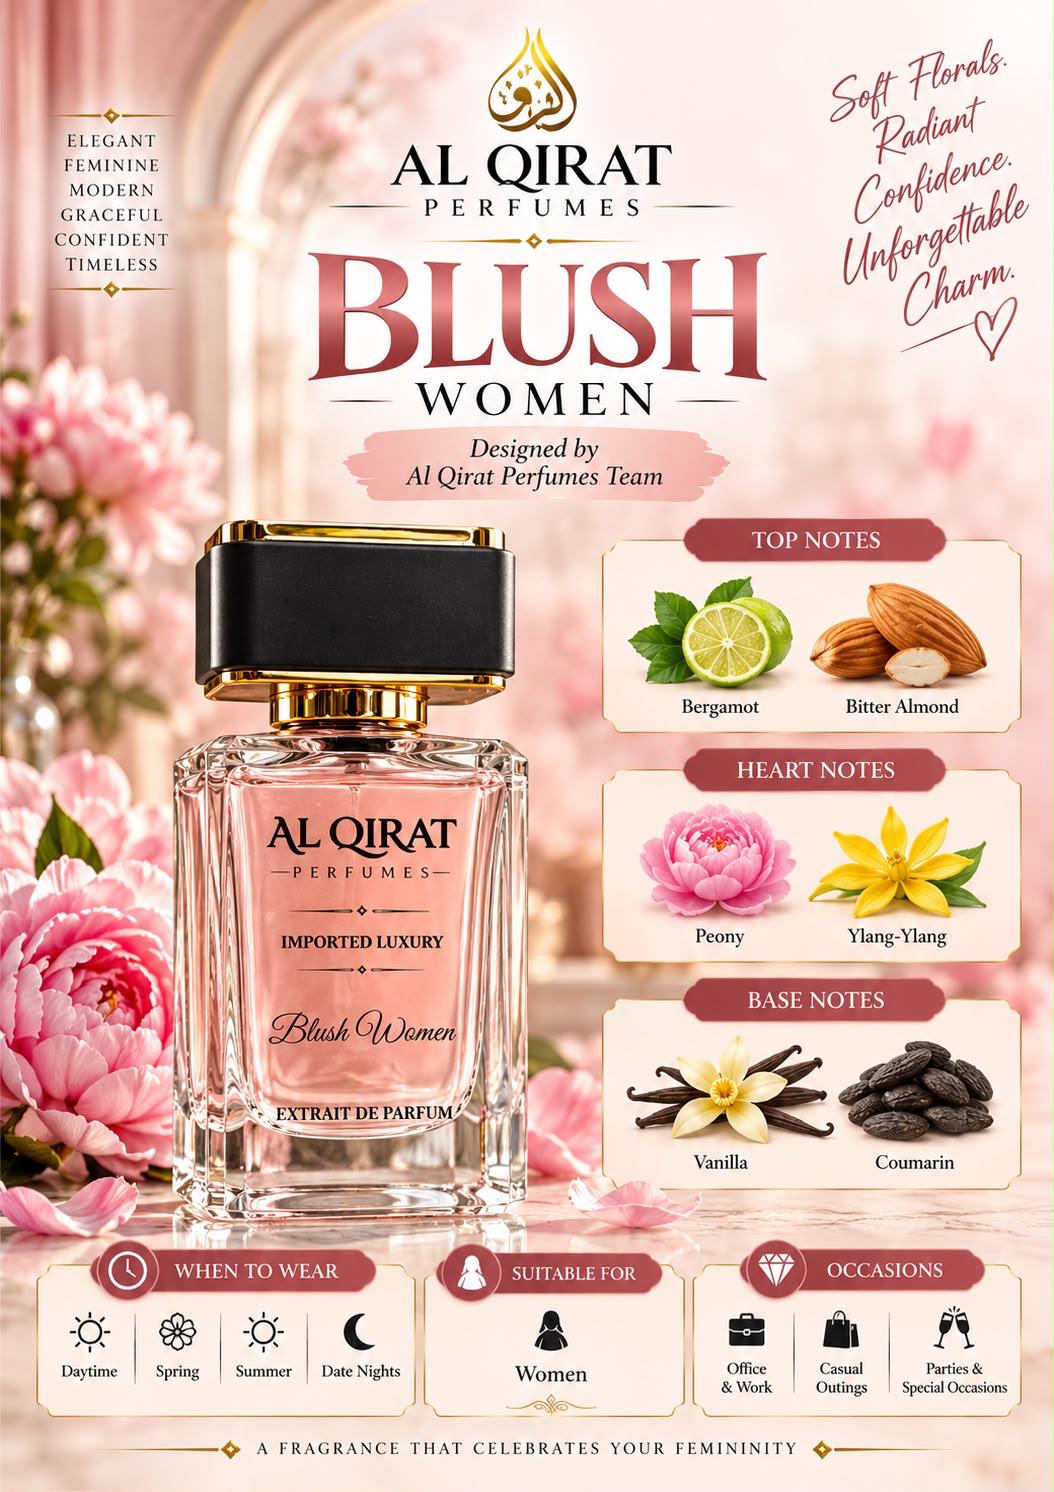 AL QIRAT
PERFUMES
ELEGANT
FEMININE
MODERN
GRACEFUL
CONFIDENT
TIMELESS
Soft Florals.
Radiant
Confidence.
Unforgettable
Charm.
BLUSH
WOMEN
Designed by
Al Qirat Perfumes Team
AL QIRAT
PERFUMES
IMPORTED LUXURY
Blush Women
EXTRAIT DE PARFUM
TOP NOTES
Bergamot
Bitter Almond
HEART NOTES
Peony
Ylang-Ylang
BASE NOTES
Vanilla
Coumarin
WHEN TO WEAR
Daytime
Spring
Summer
Date Nights
SUITABLE FOR
Women
OCCASIONS
Office
& Work
Casual
Outings
Parties &
Special Occasions
A FRAGRANCE THAT CELEBRATES YOUR FEMININITY